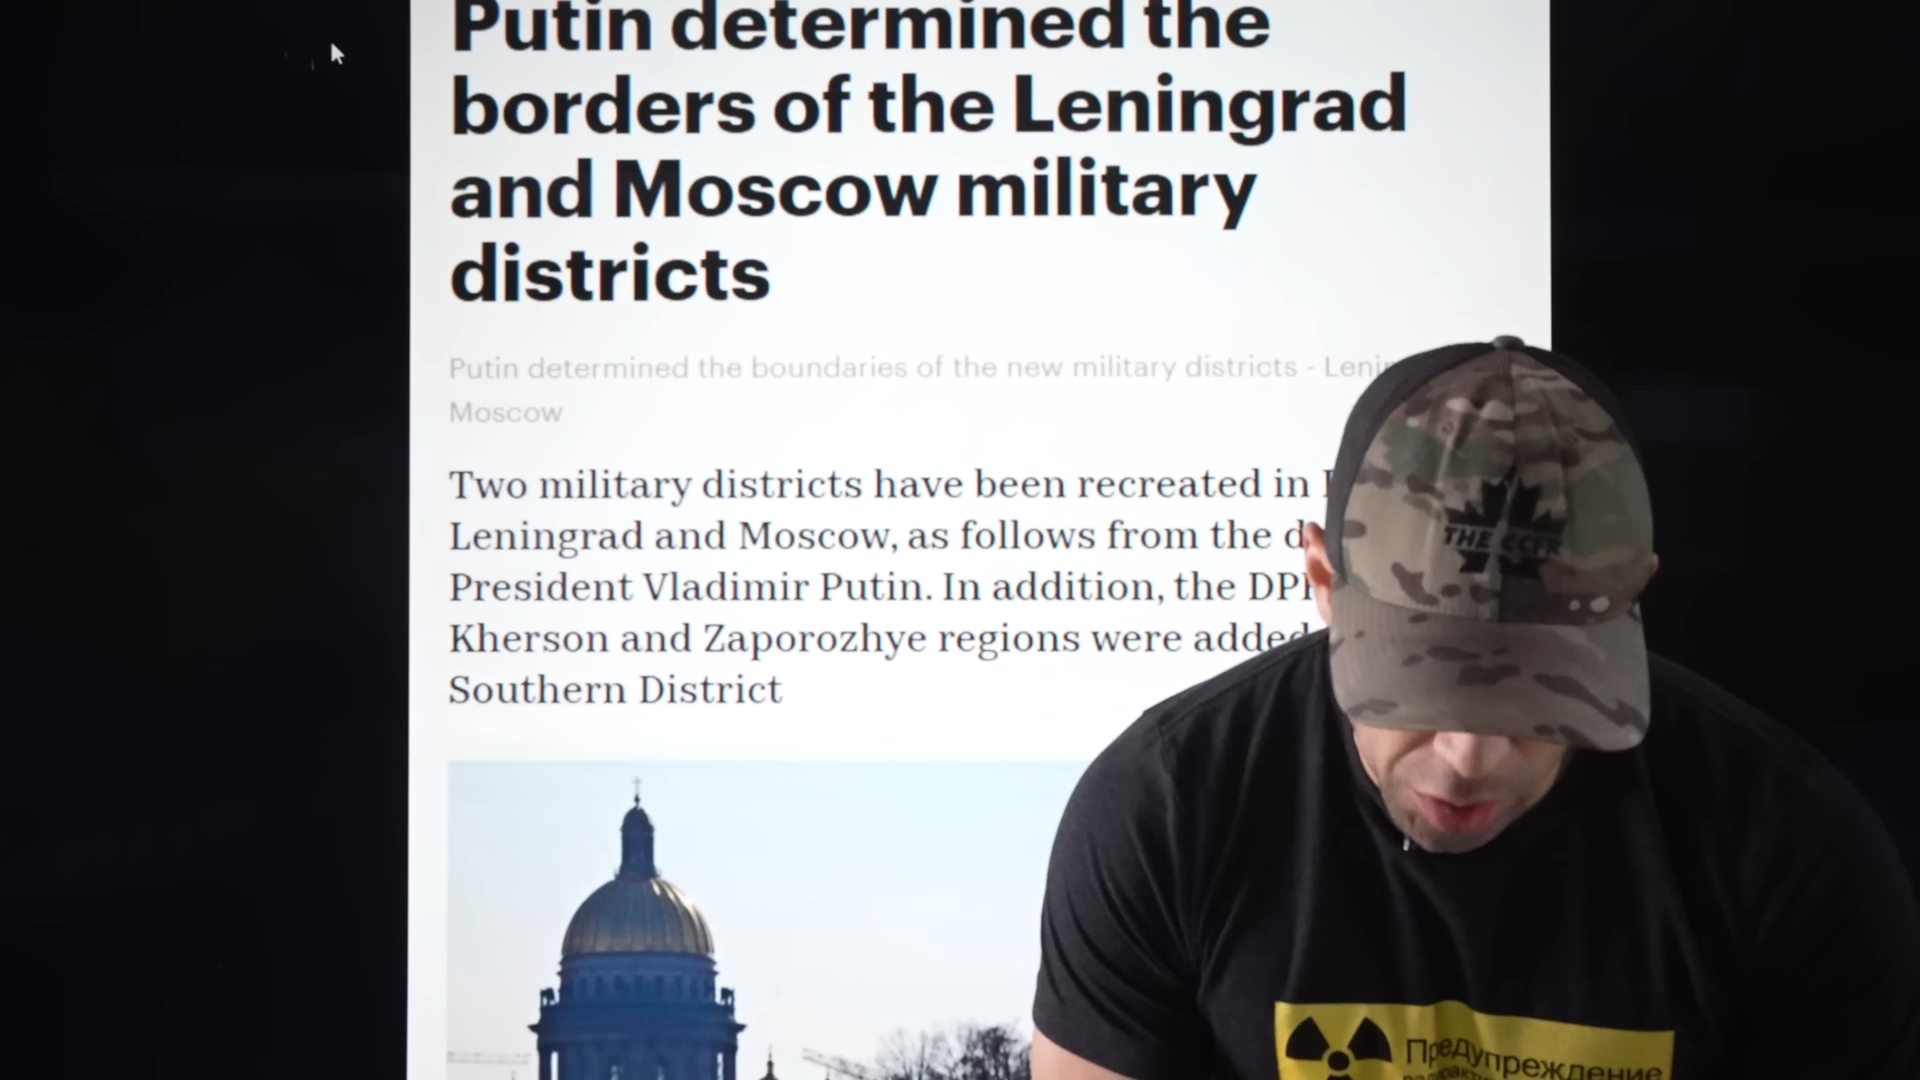 Putin determined the
borders of the Leningrad
and Moscow military
districts
Putin determined the boundaries of the new military districts -
Moscow
Two military districts have been recreated in
Leningrad and Moscow, as follows from the
President Vladimir Putin. In addition, the
Kherson and Zaporozhye regions were added
Southern District
THE CCFR
Предупреждение